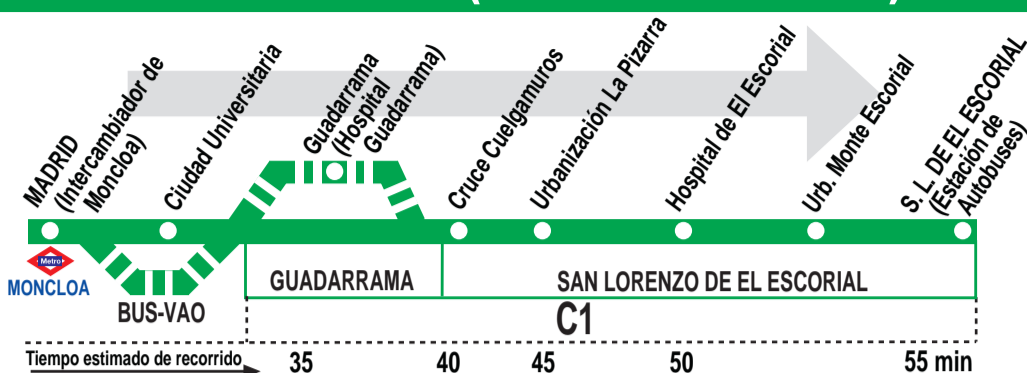 MADRID
(Intercambiador de
Moncloa)
Ciudad Universitaria
Guadarrama
(Hospital
Guadarrama)
Cruce Cuelgamuros
Urbanización La Pizarra
Hospital de El Escorial
Urb. Monte Escorial
S. L. DE EL ESCORIAL
(Estación de
Autobuses)
Metro
MONCLOA
BUS-VAO
GUADARRAMA
SAN LORENZO DE EL ESCORIAL
C1
Tiempo estimado de recorrido
35
40
45
50
55 min